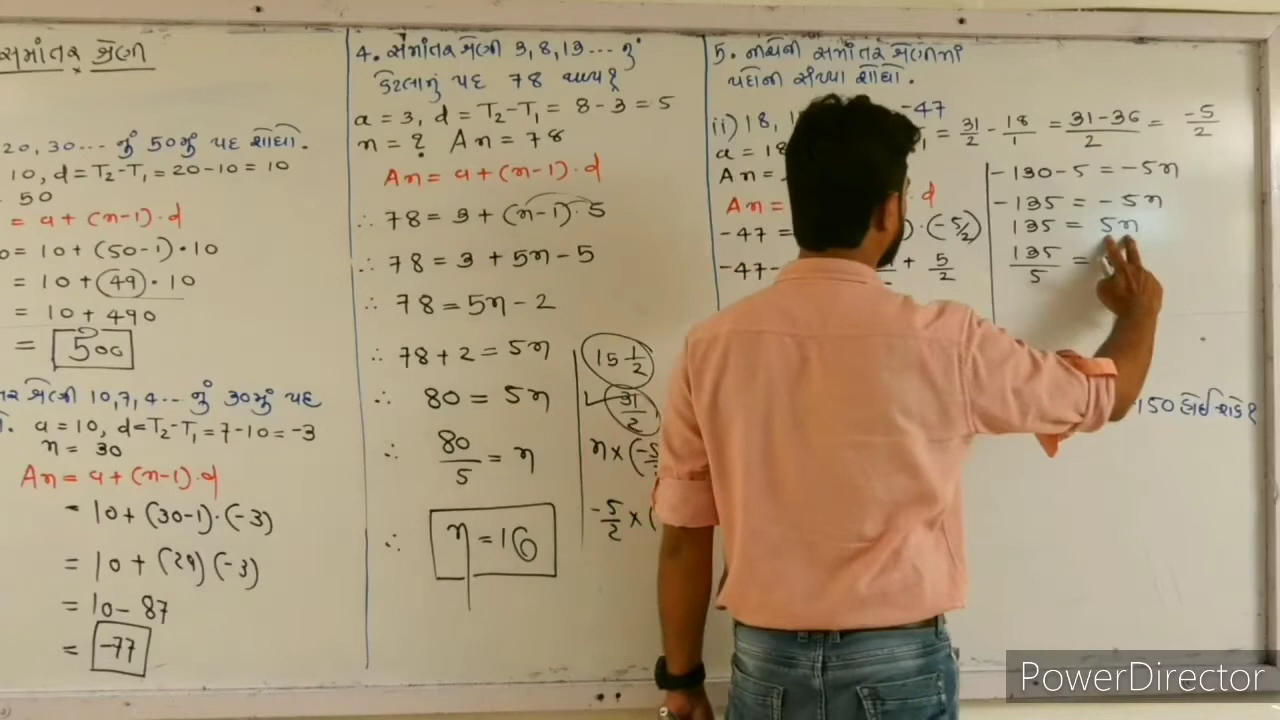 સમાંતર શ્રેણી
20, 30... નું 50મું પદ શોધો.
10, d = T₂-T₁ = 20-10 = 10
50
= a + (n-1)·d
= 10 + (50-1)·10
= 10 + (49)·10
= 10 + 490
= 500
શ્રેણી 10,7,4... નું 30મું પદ
a = 10, d=T₂-T₁ = 7-10 = -3
n = 30
An = a + (n-1)·d
= 10 + (30-1)·(-3)
= 10 + (29)(-3)
= 10 - 87
= -77
4. સમાંતર શ્રેણી 3,8,13... નું
કેટલામું પદ 78 થાય?
a = 3, d = T₂-T₁ = 8-3 = 5
n = ? An = 78
An = a + (n-1)·d
∴ 78 = 3 + (n-1)·5
∴ 78 = 3 + 5n - 5
∴ 78 = 5n - 2
∴ 78 + 2 = 5n
∴ 80 = 5n
∴ 80/5 = n
∴ n = 16
15 1/2
31/2
n × (-5
-5/2 × (
5. નીચેની સમાંતર શ્રેણીમાં
પદોની સંખ્યા શોધો.
ii) 18, -47
a = 18 = 31/2 - 18/1 = 31-36/2 = -5/2
An =
An = d
-47 = ·(-5/2)
-47- + 5/2
-130-5 = -5n
-135 = -5n
135 = 5n
135/5 =
-150 હોઈ શકે?
PowerDirector